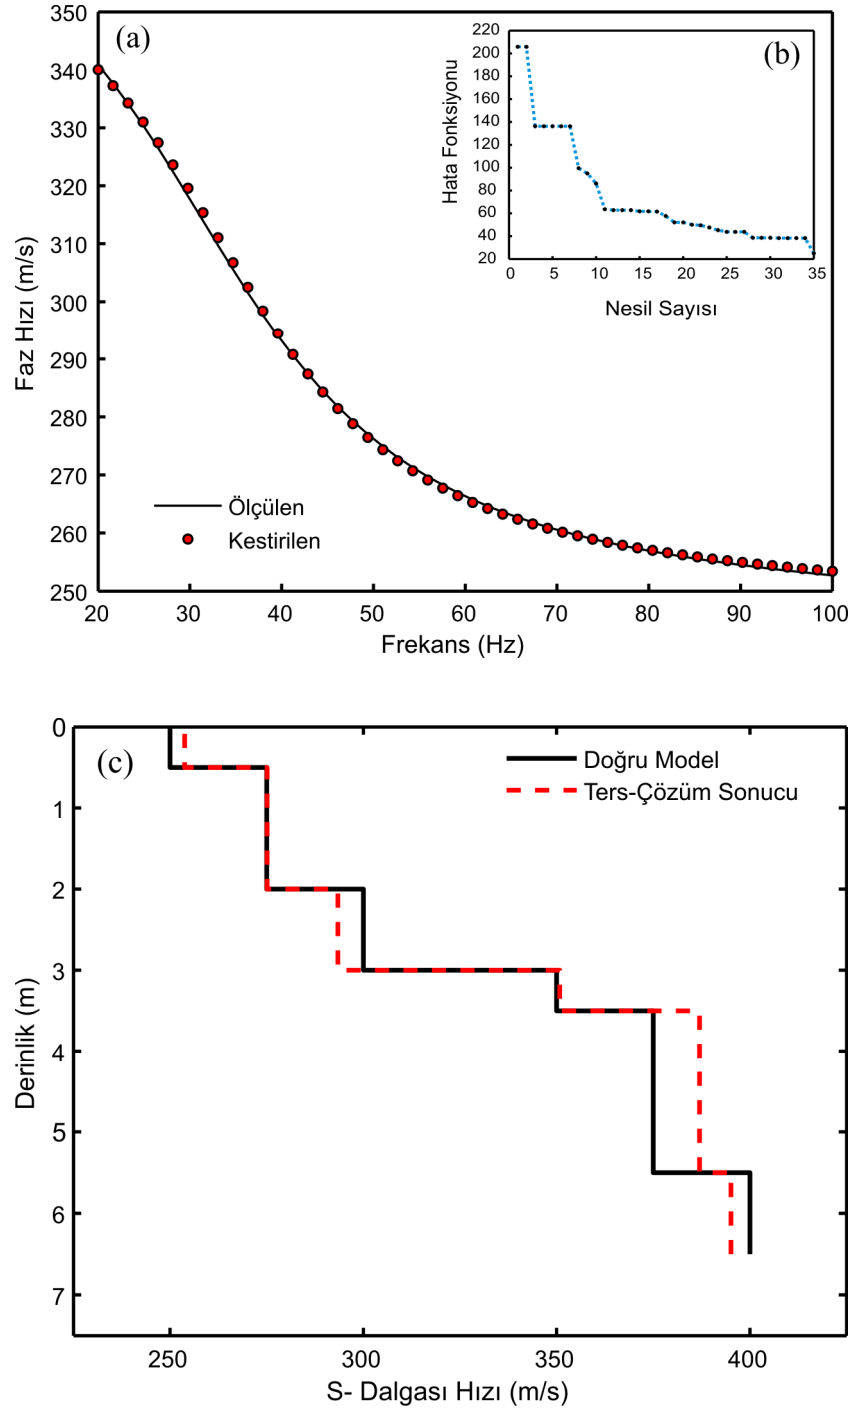 (a)
350
340
330
320
310
300
290
280
270
260
250
Faz Hızı (m/s)
20 30 40 50 60 70 80 90 100
Frekans (Hz)
Ölçülen
Kestirilen
(b)
220
200
180
160
140
120
100
80
60
40
20
Hata Fonksiyonu
0 5 10 15 20 25 30 35
Nesil Sayısı
(c)
0
1
2
3
4
5
6
7
Derinlik (m)
Doğru Model
Ters-Çözüm Sonucu
250 300 350 400
S- Dalgası Hızı (m/s)